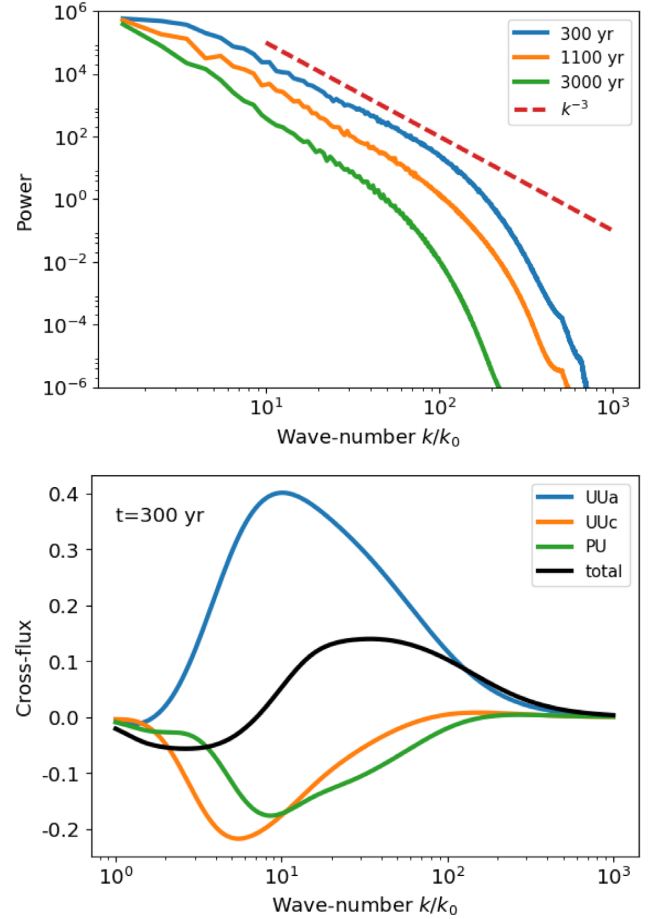 10^6
10^4
10^2
10^0
10^-2
10^-4
10^-6
Power
300 yr
1100 yr
3000 yr
k^-3
10^1
10^2
10^3
Wave-number k/k_0
0.4
0.3
0.2
0.1
0.0
-0.1
-0.2
Cross-flux
t=300 yr
UUa
UUc
PU
total
10^0
10^1
10^2
10^3
Wave-number k/k_0